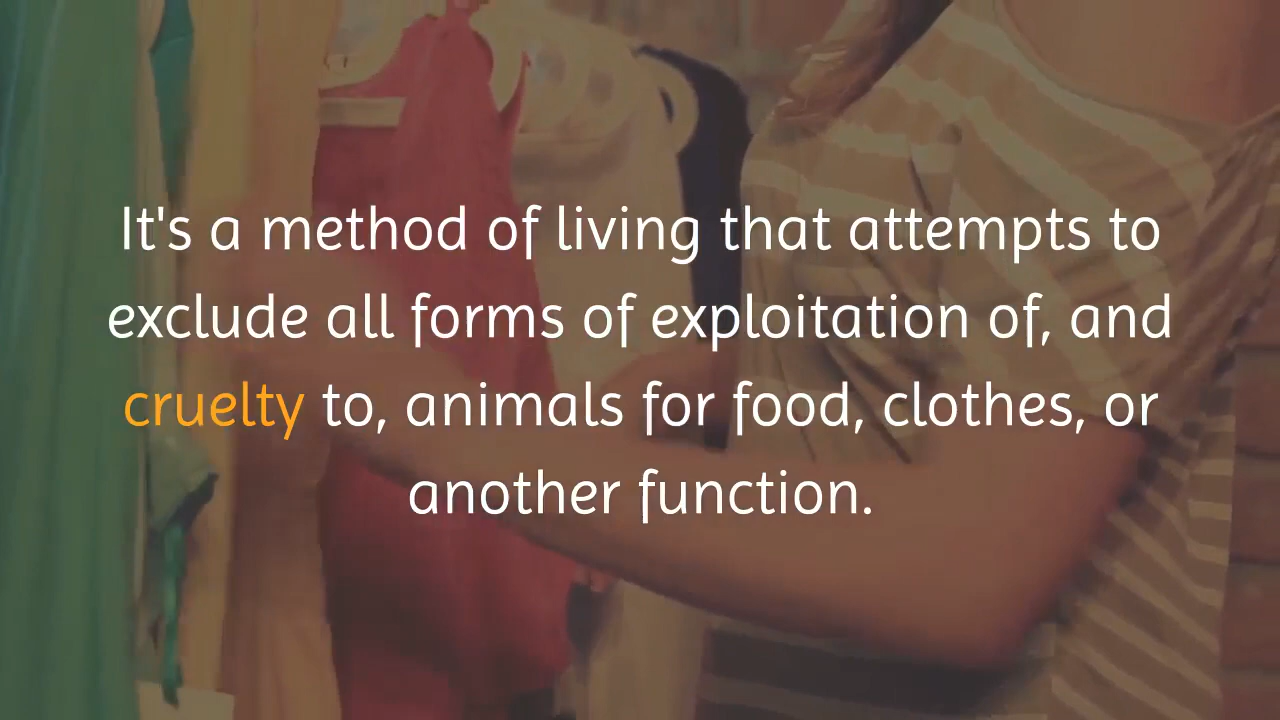 It's a method of living that attempts to
exclude all forms of exploitation of, and
cruelty to, animals for food, clothes, or
another function.